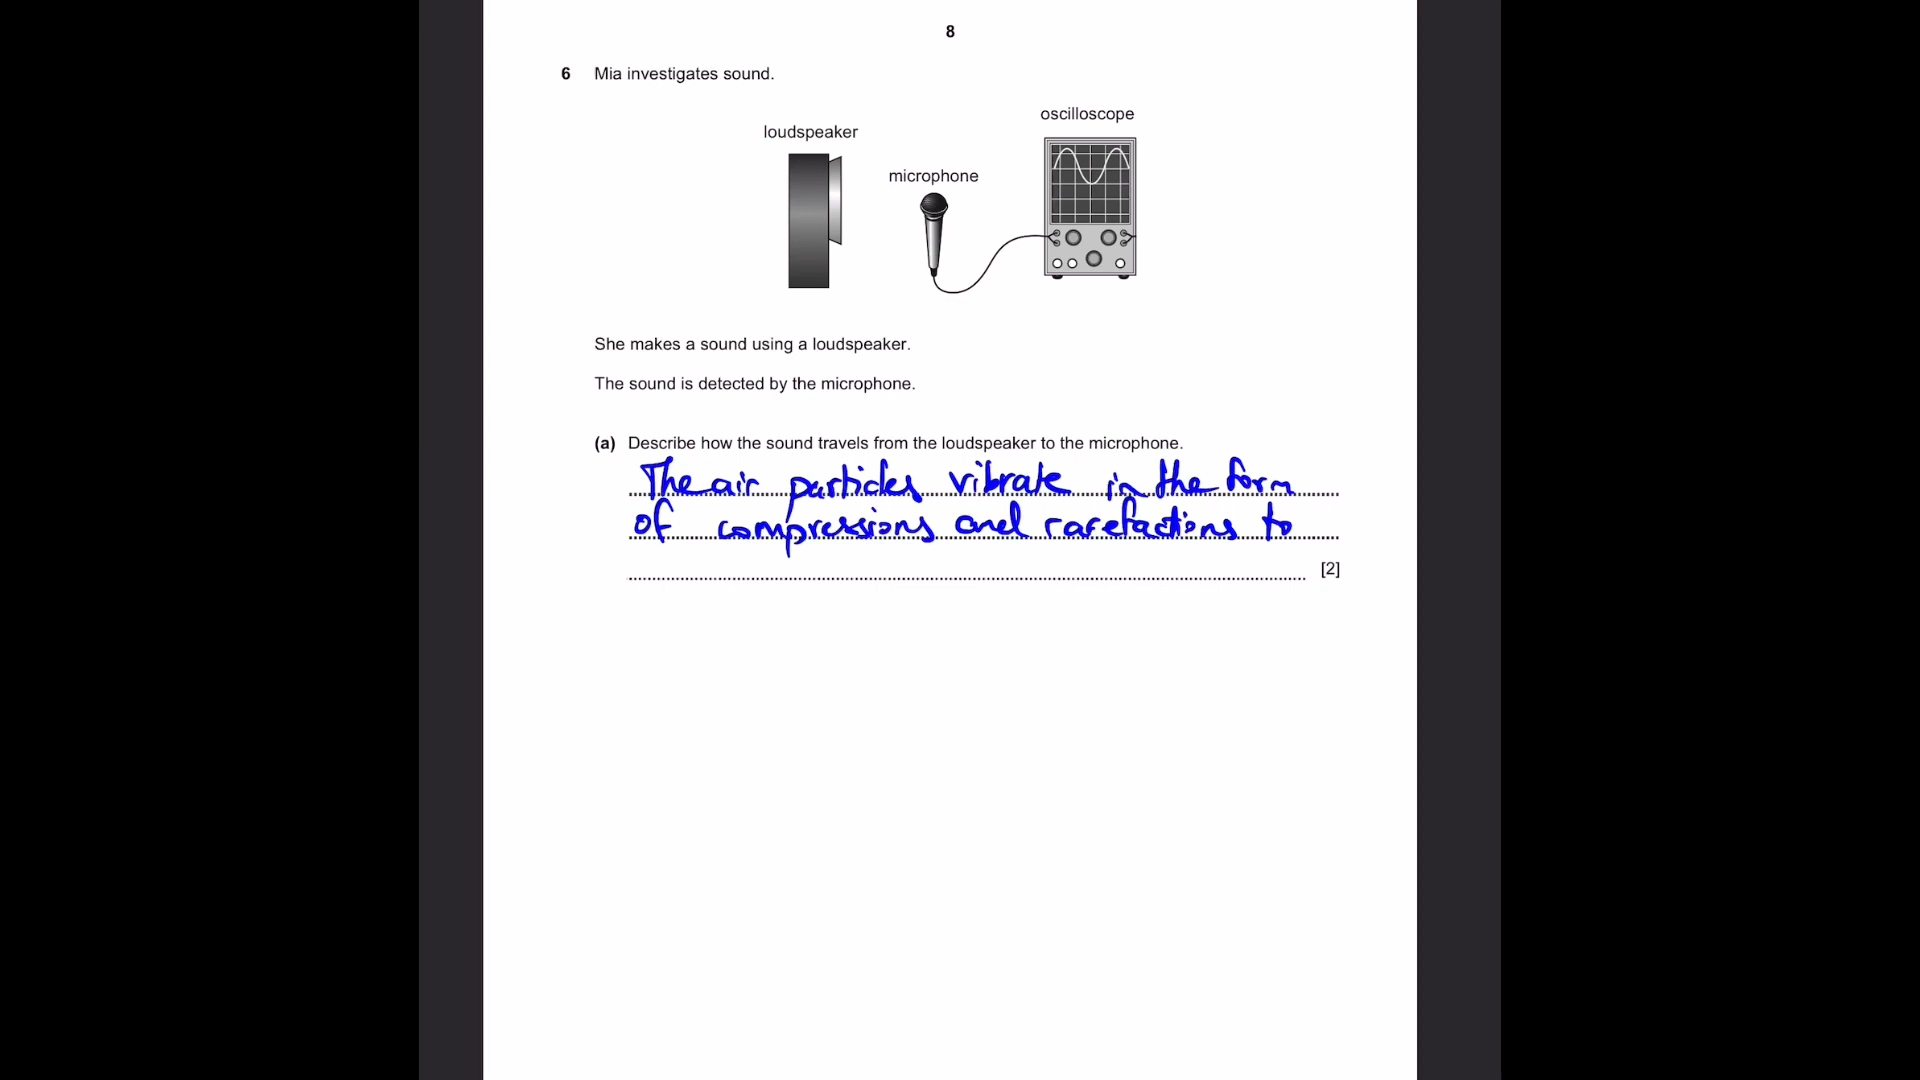 8
6 Mia investigates sound.
oscilloscope
loudspeaker
microphone
She makes a sound using a loudspeaker.
The sound is detected by the microphone.
(a) Describe how the sound travels from the loudspeaker to the microphone.
The air particles vibrate in the form
of compressions and rarefactions to
[2]